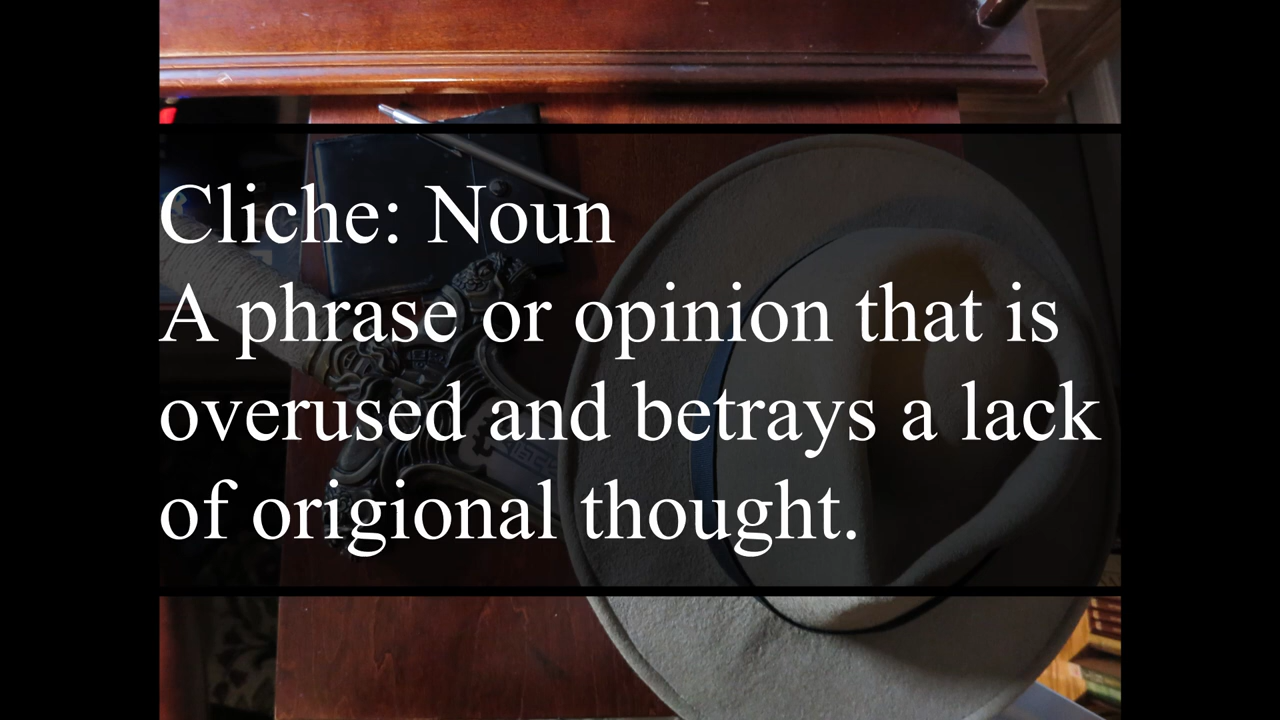 Cliche: Noun
A phrase or opinion that is
overused and betrays a lack
of origional thought.